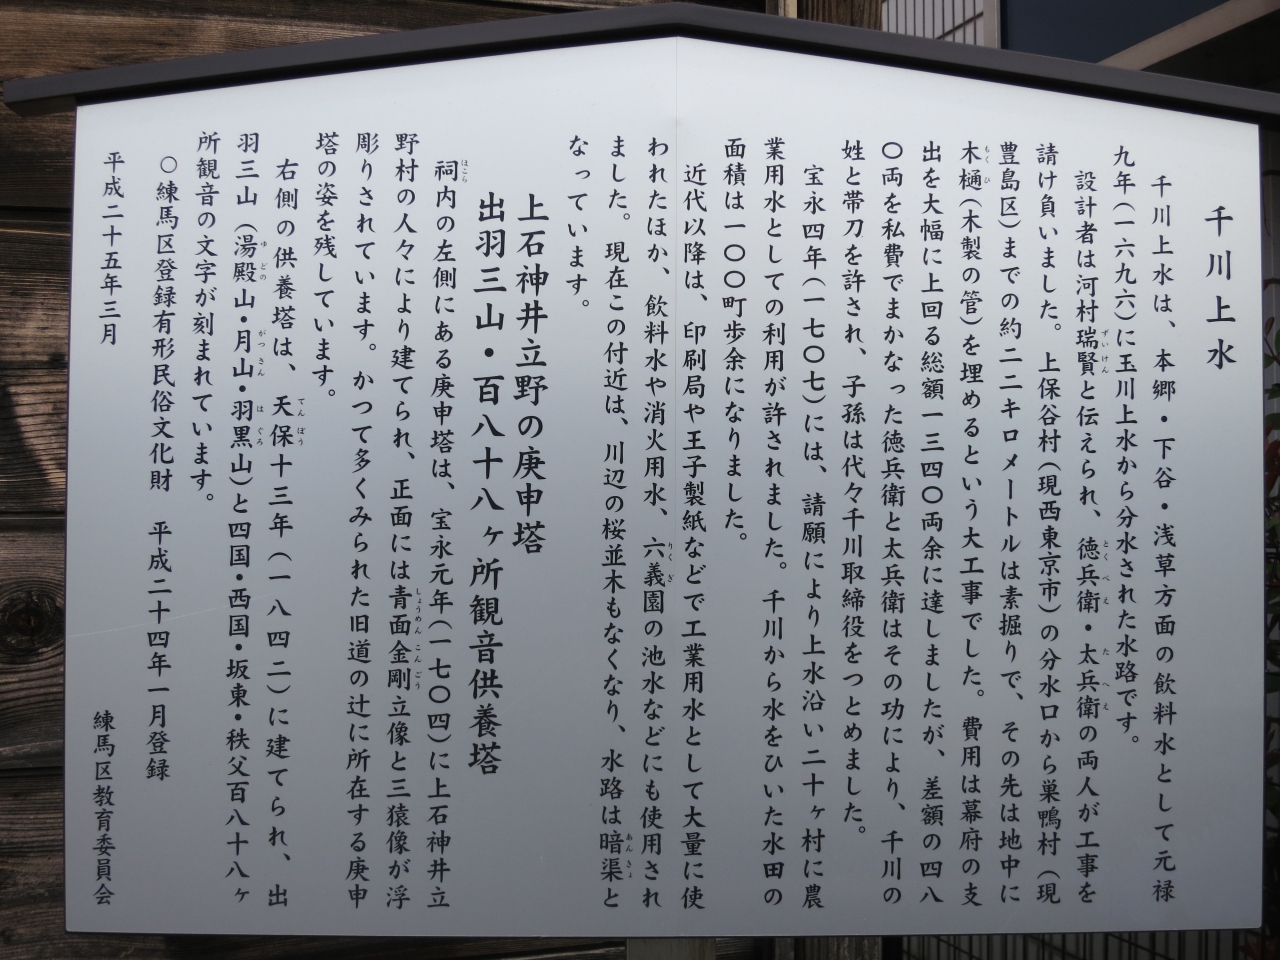 千川上水
千川上水は、本郷・下谷・浅草方面の飲料水として元禄
九年(一六九六)に玉川上水から分水された水路です。
設計者は河村瑞賢と伝えられ、徳兵衛・太兵衛の両人が工事を
請け負いました。上保谷村(現西東京市)の分水口から巣鴨村(現
豊島区)までの約二二キロメートルは素掘りで、その先は地中に
木樋(木製の管)を埋めるという大工事でした。費用は幕府の支
出を大幅に上回る総額一三四〇両余に達しましたが、差額の四八
〇両を私費でまかなった徳兵衛と太兵衛はその功により、千川の
姓と帯刀を許され、子孫は代々千川取締役をつとめました。
宝永四年(一七〇七)には、請願により上水沿い二十ヶ村に農
業用水としての利用が許されました。千川から水をひいた水田の
面積は一〇〇町歩余になりました。
近代以降は、印刷局や王子製紙などで工業用水として大量に使
われたほか、飲料水や消火用水、六義園の池水などにも使用され
ました。現在この付近は、川辺の桜並木もなくなり、水路は暗渠と
なっています。
上石神井立野の庚申塔
出羽三山・百八十八ヶ所観音供養塔
祠内の左側にある庚申塔は、宝永元年(一七〇四)に上石神井立
野村の人々により建てられ、正面には青面金剛立像と三猿像が浮
彫りされています。かつて多くみられた旧道の辻に所在する庚申
塔の姿を残しています。
右側の供養塔は、天保十三年(一八四二)に建てられ、出
羽三山(湯殿山・月山・羽黒山)と四国・西国・坂東・秩父百八十八ヶ
所観音の文字が刻まれています。
○練馬区登録有形民俗文化財 平成二十四年一月登録
平成二十五年三月 練馬区教育委員会